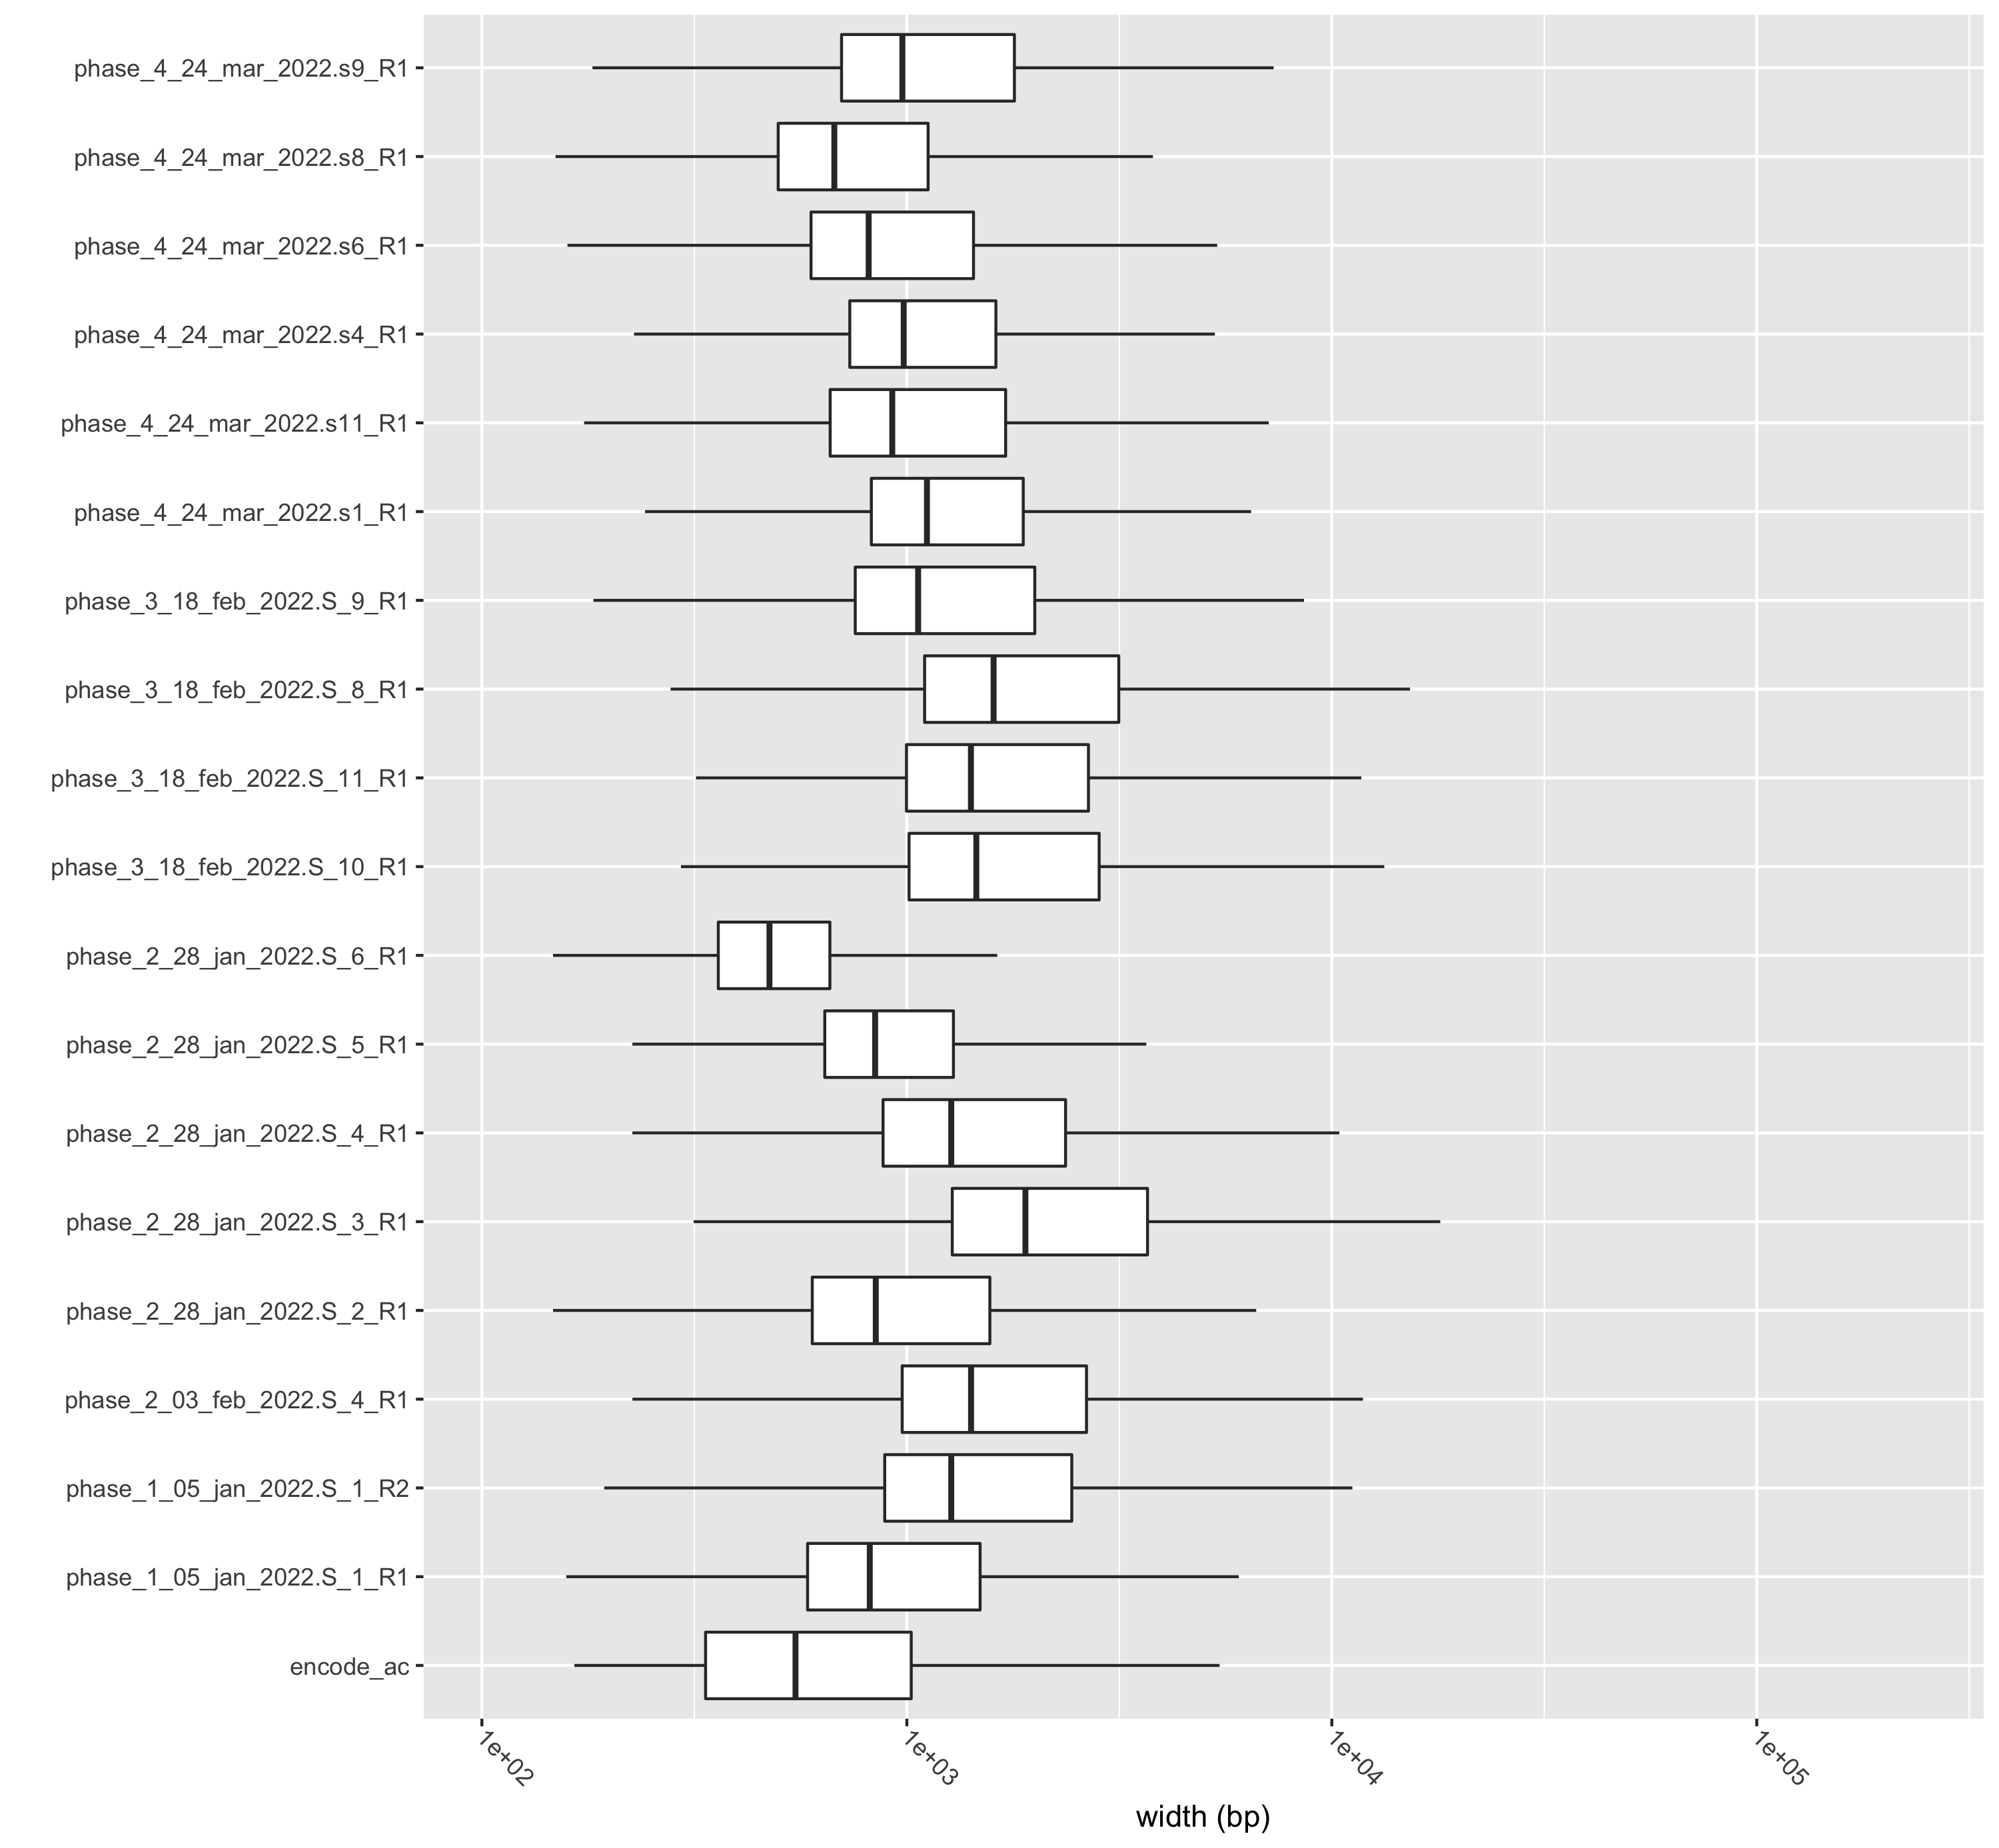 phase_4_24_mar_2022.s9_R1
phase_4_24_mar_2022.s8_R1
phase_4_24_mar_2022.s6_R1
phase_4_24_mar_2022.s4_R1
phase_4_24_mar_2022.s11_R1
phase_4_24_mar_2022.s1_R1
phase_3_18_feb_2022.S_9_R1
phase_3_18_feb_2022.S_8_R1
phase_3_18_feb_2022.S_11_R1
phase_3_18_feb_2022.S_10_R1
phase_2_28_jan_2022.S_6_R1
phase_2_28_jan_2022.S_5_R1
phase_2_28_jan_2022.S_4_R1
phase_2_28_jan_2022.S_3_R1
phase_2_28_jan_2022.S_2_R1
phase_2_03_feb_2022.S_4_R1
phase_1_05_jan_2022.S_1_R2
phase_1_05_jan_2022.S_1_R1
encode_ac
1e+02
1e+03
1e+04
1e+05
width (bp)